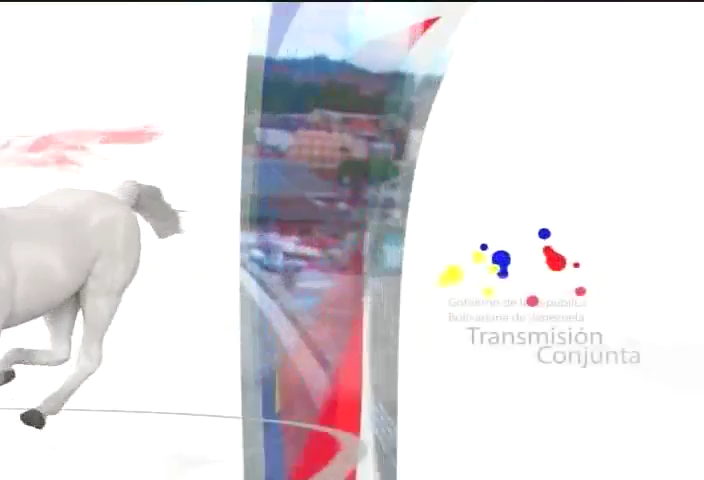 Gobierno de la República
Bolivariana de Venezuela
Transmisión
Conjunta